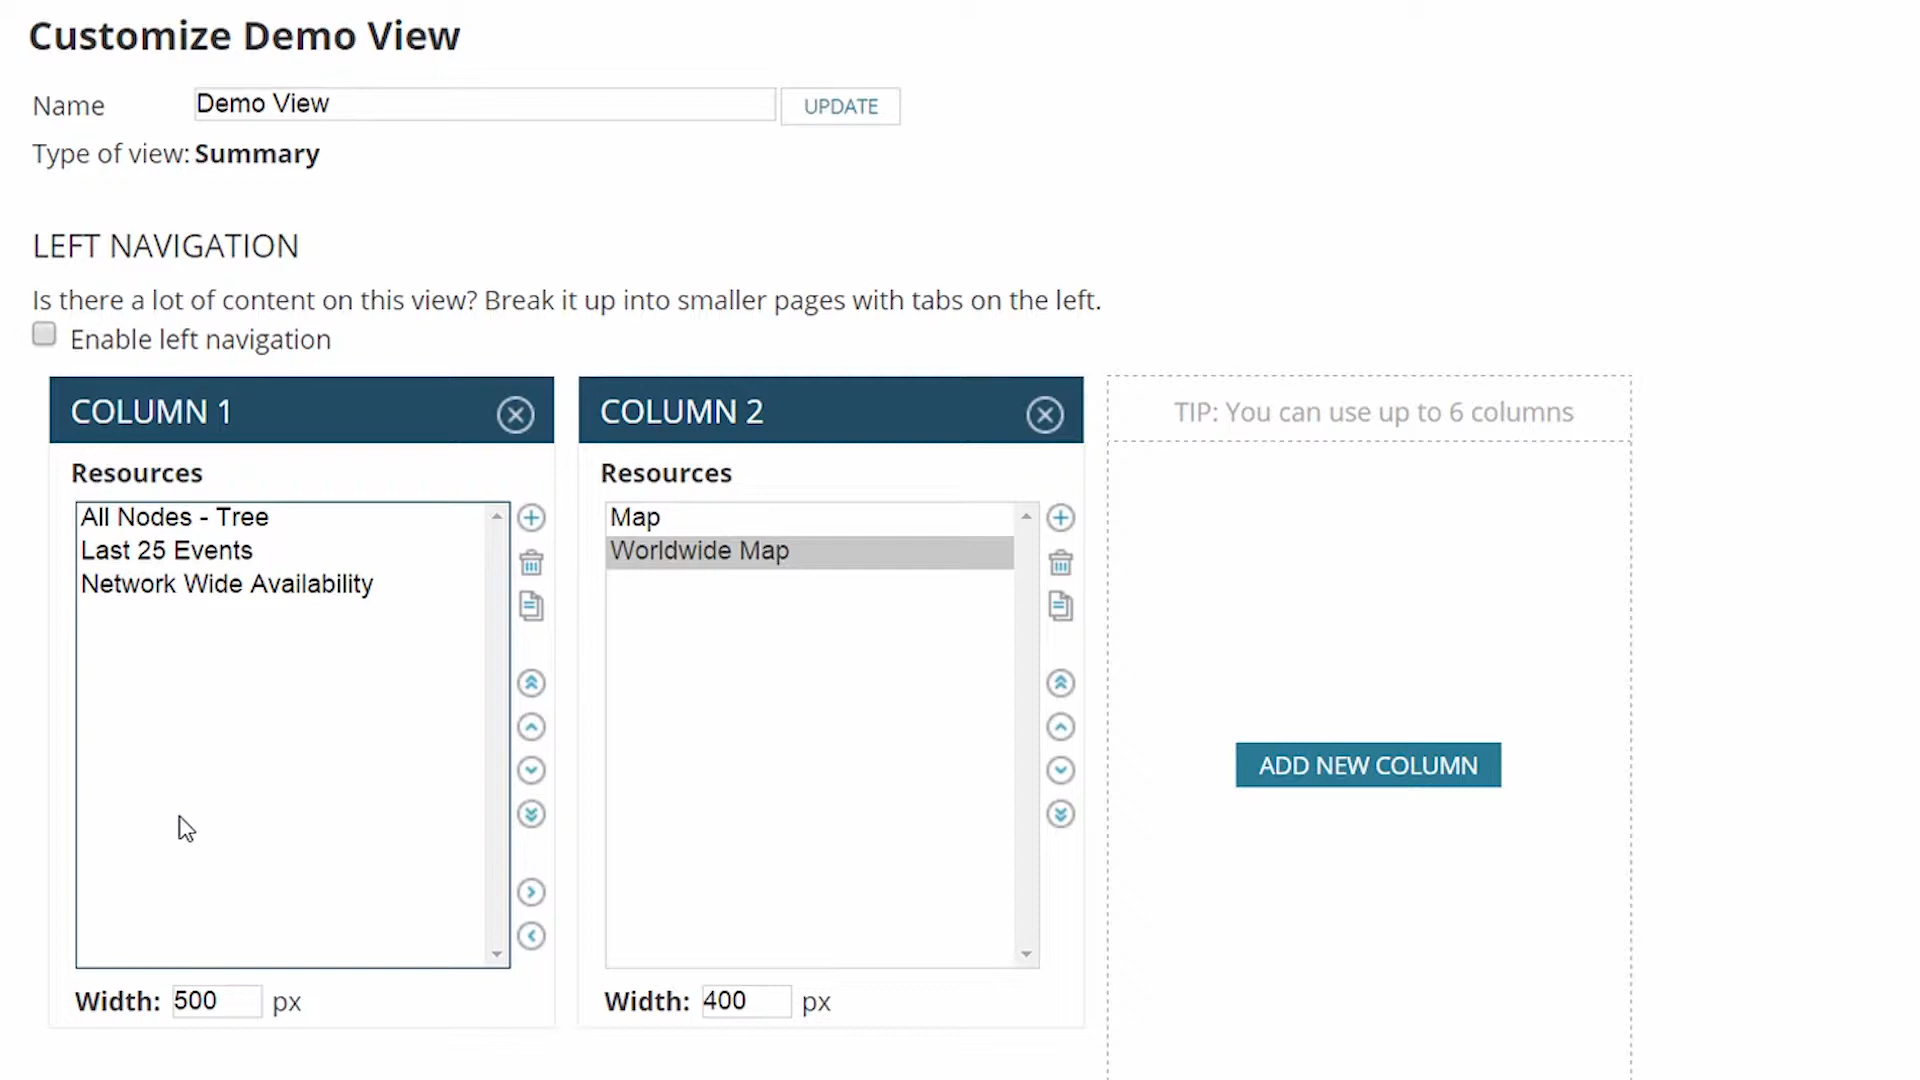 Customize Demo View
Name Demo View UPDATE
Type of view: Summary
LEFT NAVIGATION
Is there a lot of content on this view? Break it up into smaller pages with tabs on the left.
Enable left navigation
COLUMN 1
Resources
All Nodes - Tree
Last 25 Events
Network Wide Availability
Width: 500 px
COLUMN 2
Resources
Map
Worldwide Map
Width: 400 px
TIP: You can use up to 6 columns
ADD NEW COLUMN